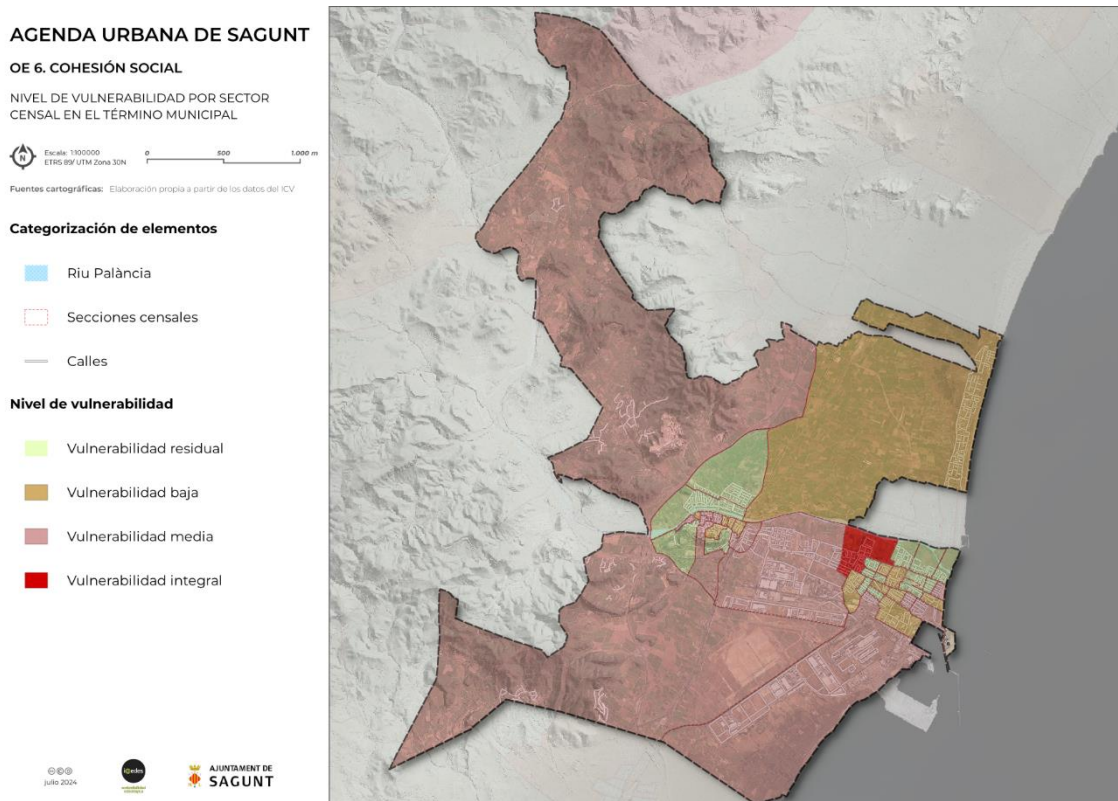 AGENDA URBANA DE SAGUNT
OE 6. COHESIÓN SOCIAL
NIVEL DE VULNERABILIDAD POR SECTOR
CENSAL EN EL TÉRMINO MUNICIPAL
N
Escala: 1:100000
ETRS 89/ UTM Zona 30N
0 500 1.000 m
Fuentes cartográficas: Elaboración propia a partir de los datos del ICV
Categorización de elementos
Riu Palància
Secciones censales
Calles
Nivel de vulnerabilidad
Vulnerabilidad residual
Vulnerabilidad baja
Vulnerabilidad media
Vulnerabilidad integral
julio 2024
AJUNTAMENT DE
SAGUNT